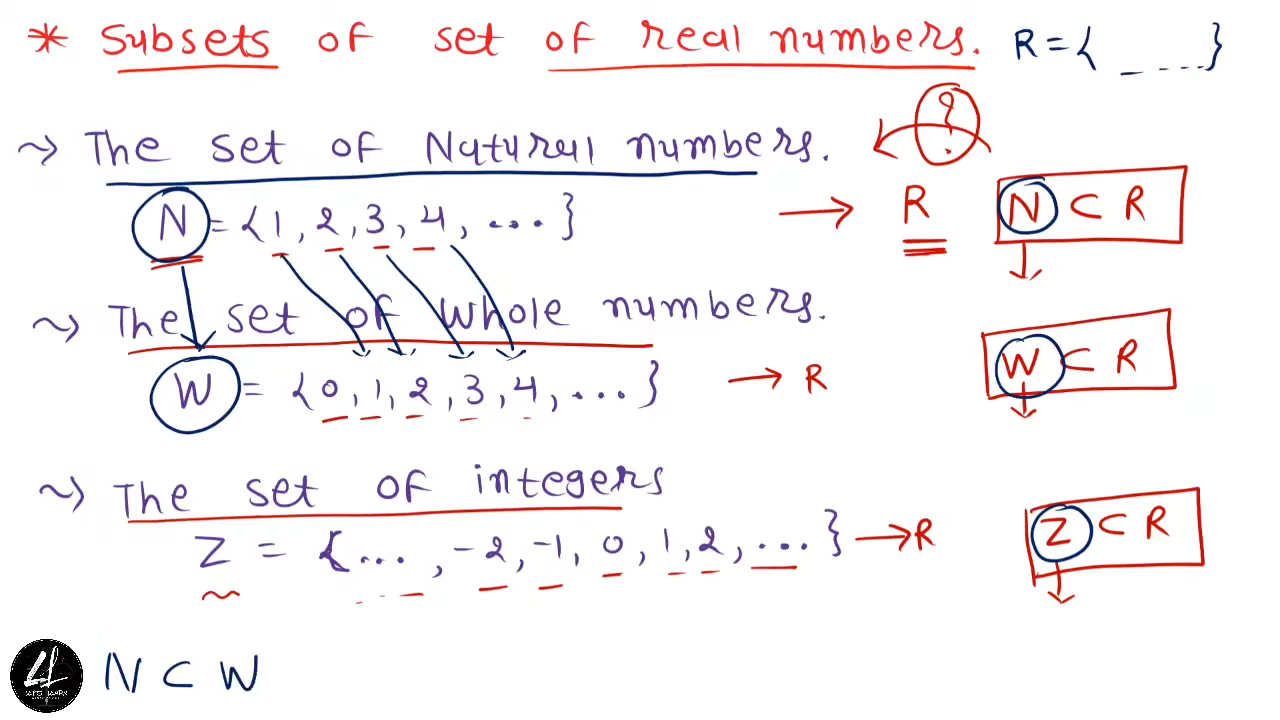 * Subsets of set of real numbers. R = { _ _ ... }
~> The set of Natural numbers. ?
N = {1, 2, 3, 4, ...} → R N ⊂ R
~> The set of Whole numbers.
W = {0, 1, 2, 3, 4, ...} → R W ⊂ R
~> The set of integers
Z = {..., -2, -1, 0, 1, 2, ...} → R Z ⊂ R
N ⊂ W